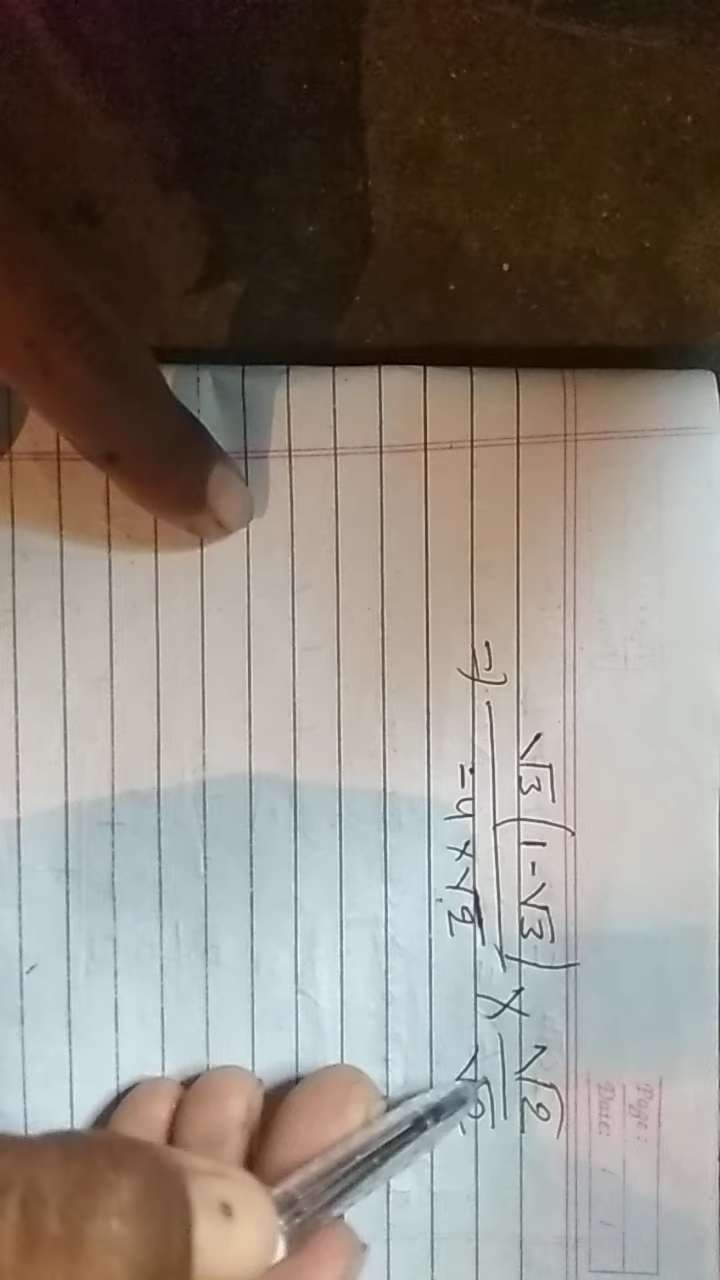 Page:
Date: / /
⇒ √3(1-√3)/-4×√2 × √2/√2